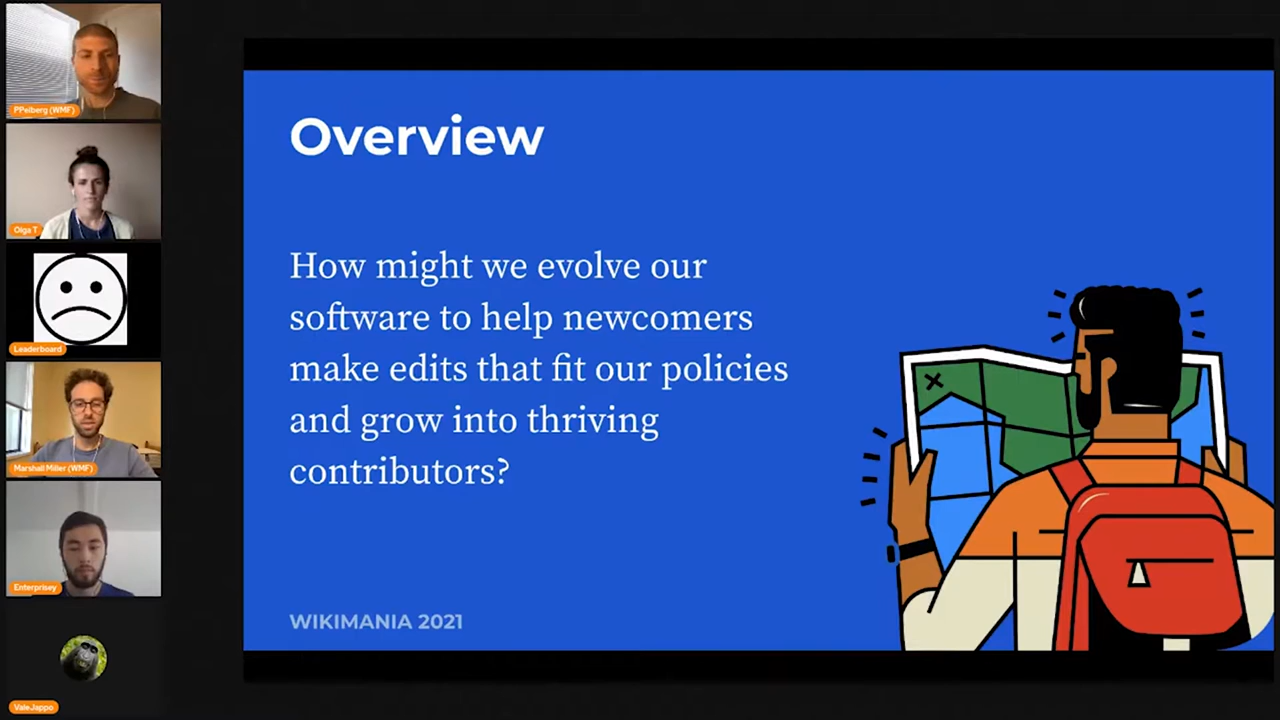 PPelberg (WMF)
Olga T
Leaderboard
Marshall Miller (WMF)
Enterprisey
ValeJappo
Overview
How might we evolve our
software to help newcomers
make edits that fit our policies
and grow into thriving
contributors?
WIKIMANIA 2021